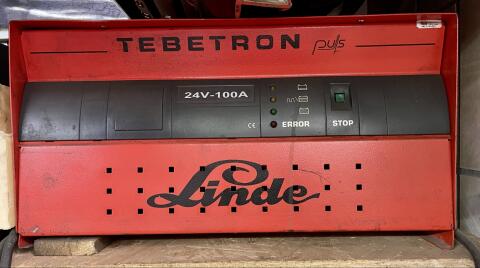 TEBETRON puls
24V-100A
CE
ERROR
STOP
Linde